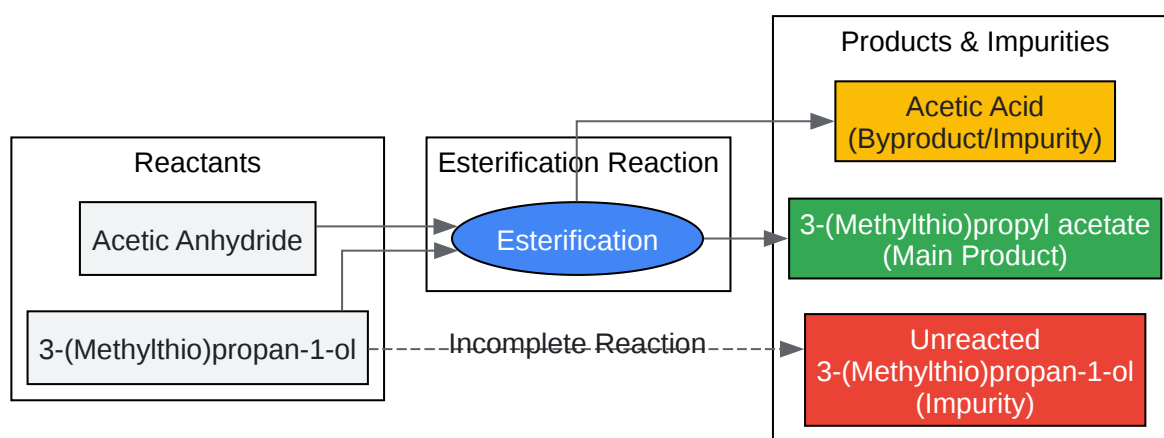 Products & Impurities
Acetic Acid
(Byproduct/Impurity)
Reactants
Esterification Reaction
Acetic Anhydride
Esterification
3-(Methylthio)propyl acetate
(Main Product)
3-(Methylthio)propan-1-ol
Incomplete Reaction
Unreacted
3-(Methylthio)propan-1-ol
(Impurity)